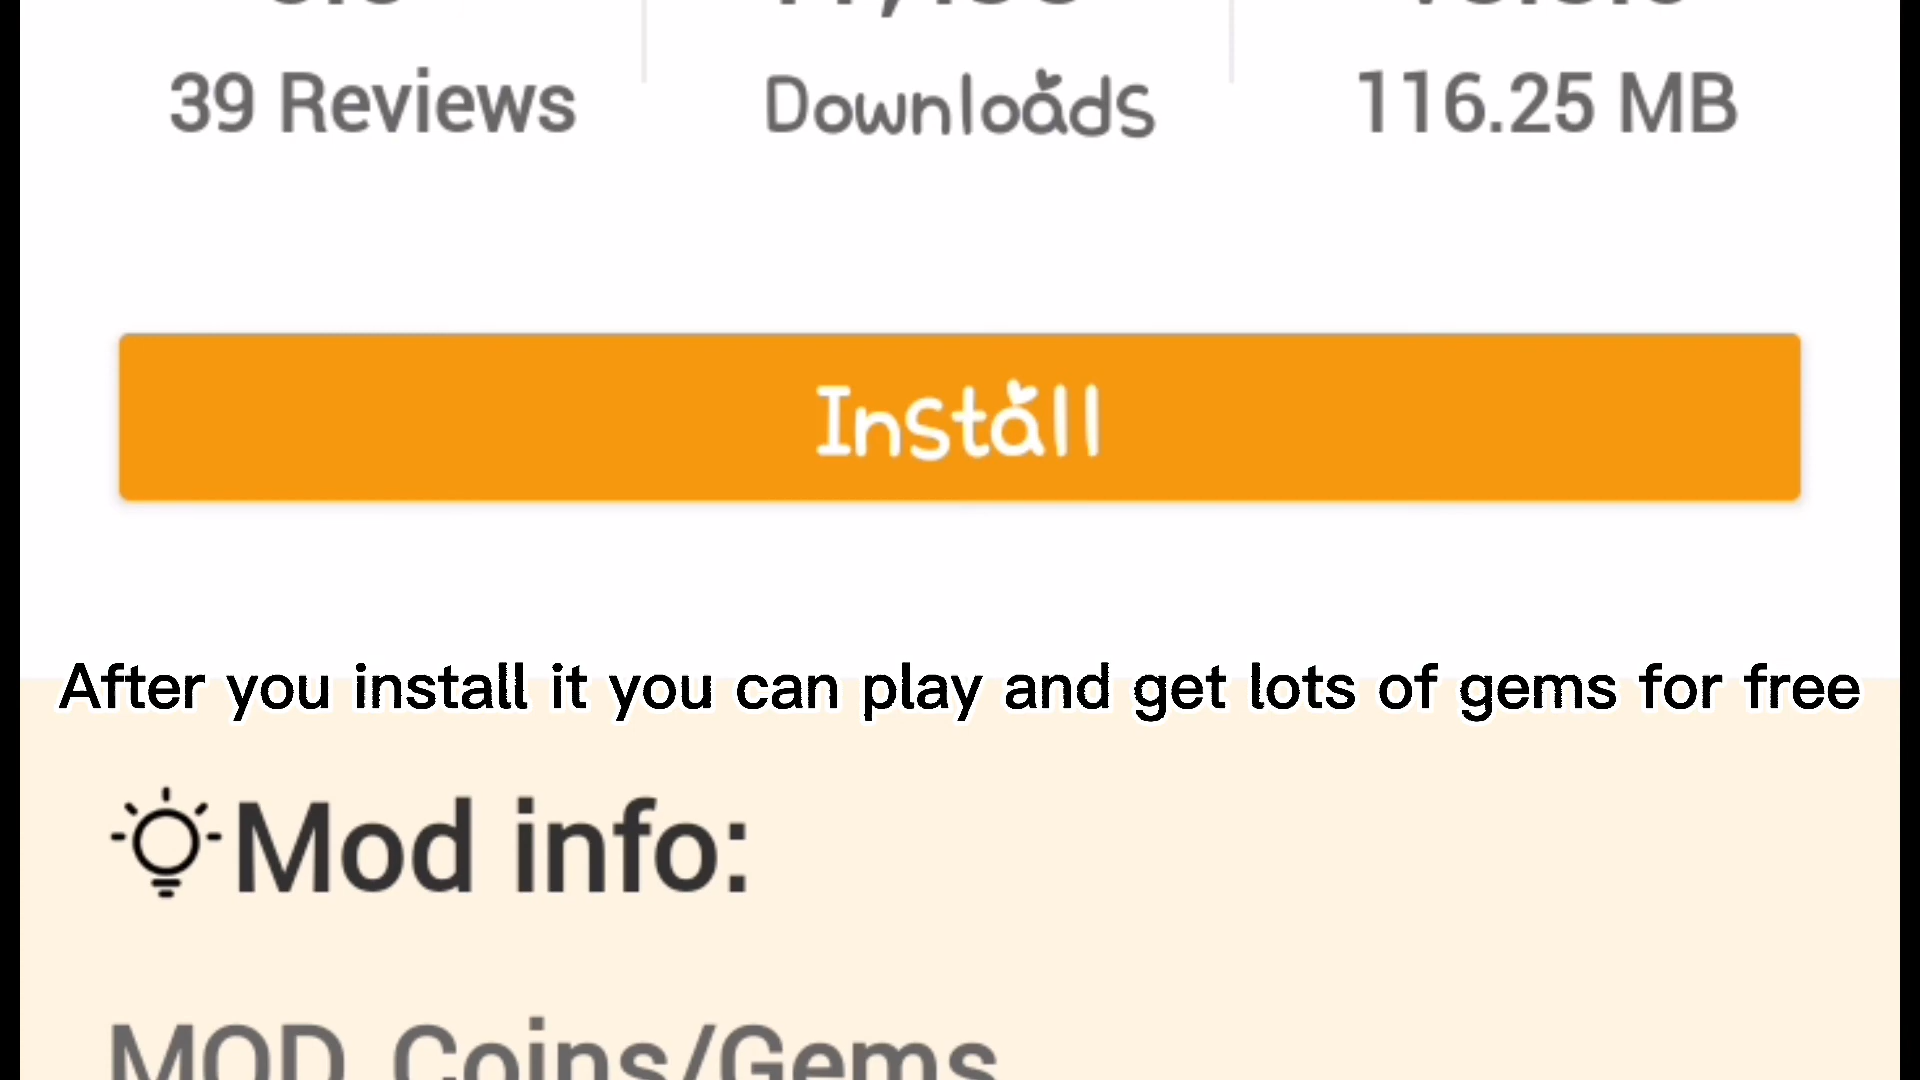 39 Reviews
Downloads
116.25 MB
Install
After you install it you can play and get lots of gems for free
Mod info:
MOD Coins/Gems